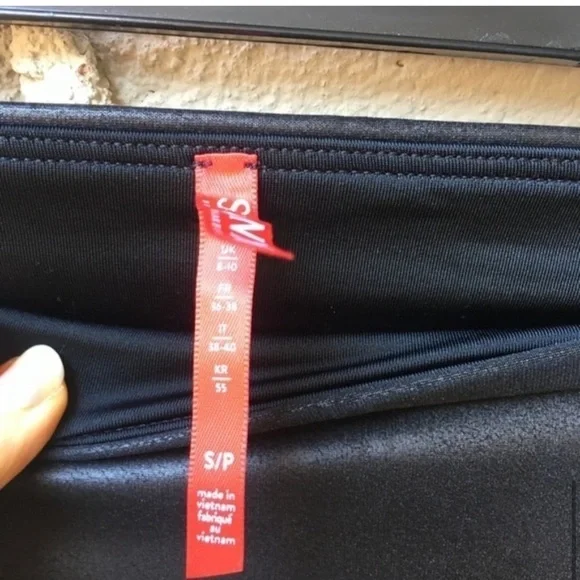 UK
8-10
FR
36-38
IT
38-40
KR
55
S/P
made in
vietnam
fabriqué
au
vietnam